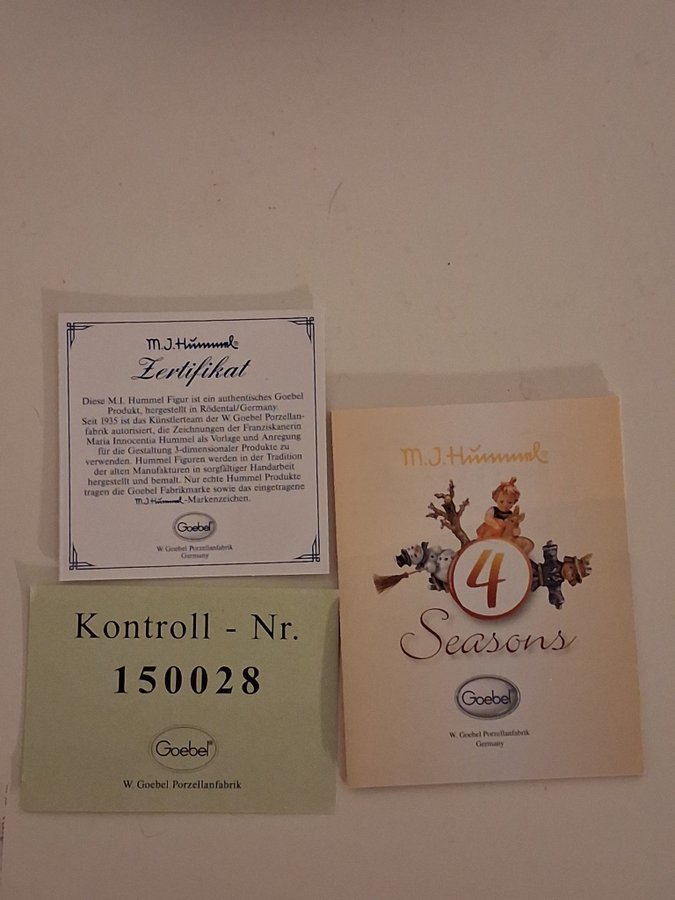 M.J.Hummel®
Zertifikat
Diese M.I. Hummel Figur ist ein authentisches Goebel
Produkt, hergestellt in Rödental/Germany.
Seit 1935 ist das Künstlerteam der W. Goebel Porzellan-
fabrik autorisiert, die Zeichnungen der Franziskanerin
Maria Innocentia Hummel als Vorlage und Anregung
für die Gestaltung 3-dimensionaler Produkte zu
verwenden. Hummel Figuren werden in der Tradition
der alten Manufakturen in sorgfältiger Handarbeit
hergestellt und bemalt. Nur echte Hummel Produkte
tragen die Goebel Fabrikmarke sowie das eingetragene
M.J.Hummel-Markenzeichen.
Goebel®
W. Goebel Porzellanfabrik
Germany
Kontroll - Nr.
150028
Goebel®
W. Goebel Porzellanfabrik
M.J.Hummel®
4
Seasons
Goebel®
W. Goebel Porzellanfabrik
Germany